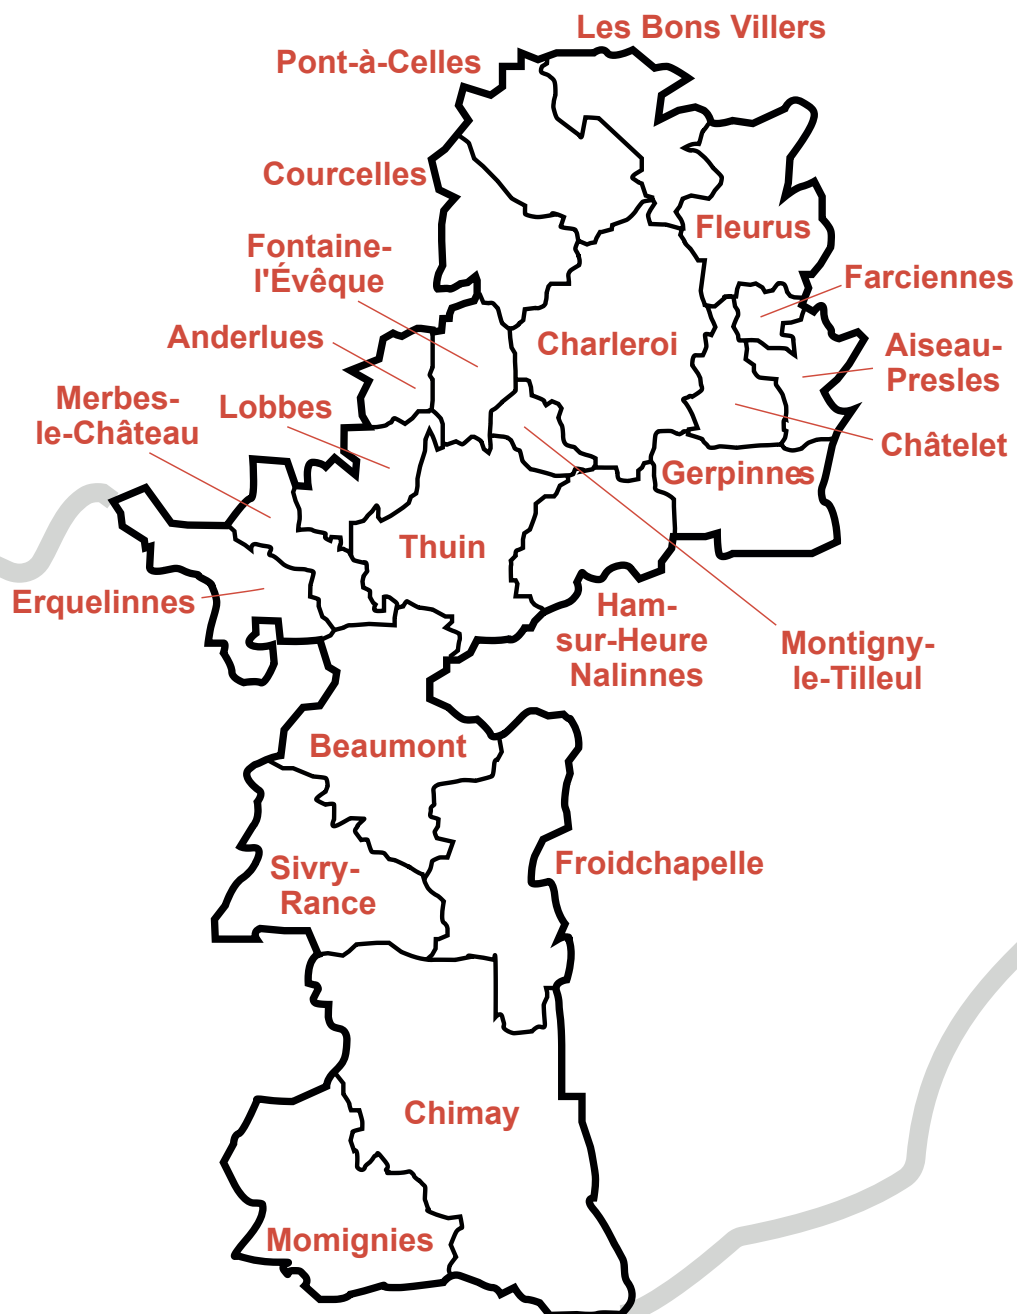 Les Bons Villers
Pont-à-Celles
Courcelles
Fleurus
Fontaine-
l'Évêque
Farciennes
Anderlues
Charleroi
Aiseau-
Presles
Merbes-
le-Château
Lobbes
Châtelet
Gerpinnes
Thuin
Erquelinnes
Ham-
sur-Heure
Nalinnes
Montigny-
le-Tilleul
Beaumont
Sivry-
Rance
Froidchapelle
Chimay
Momignies